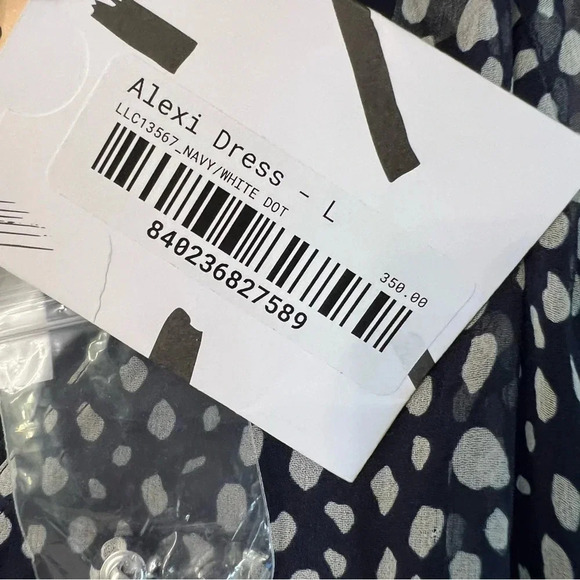 Alexi Dress - L
LLC13567_NAVY/WHITE DOT
350.00
840236827589